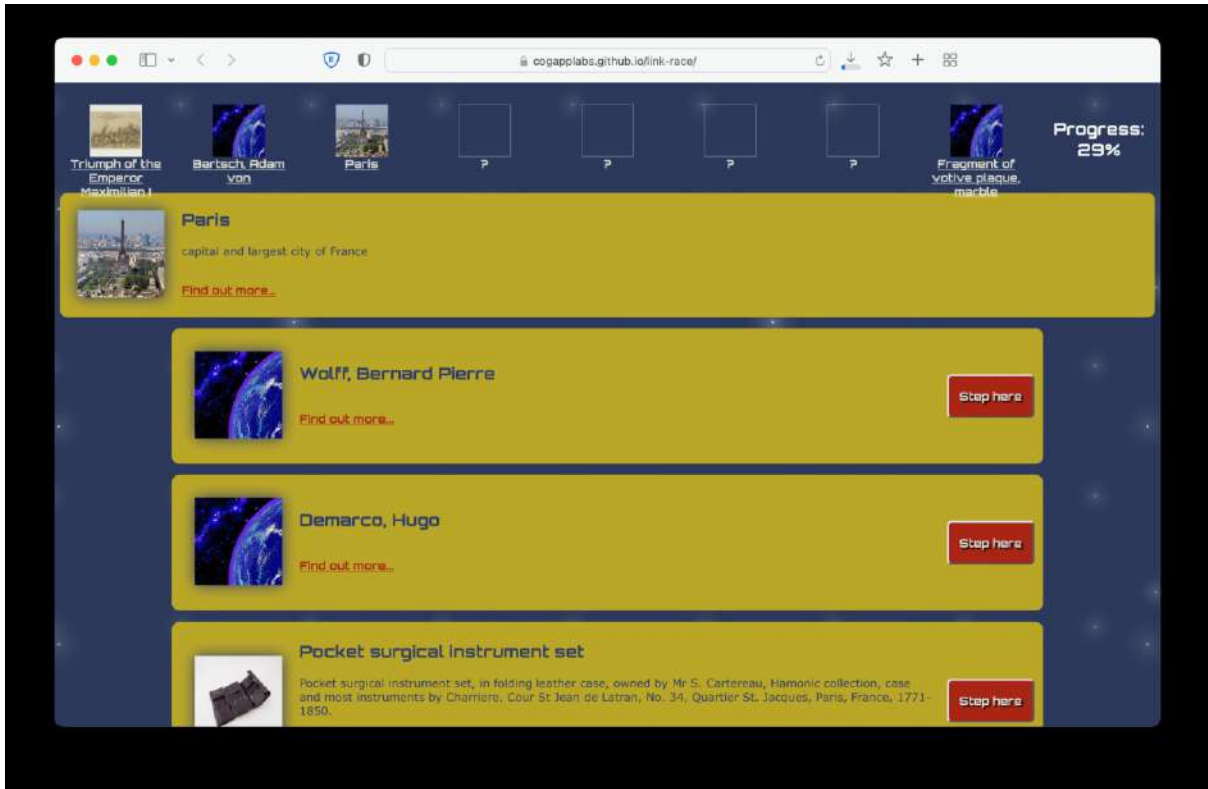 cogapplabs.github.io/link-race/
Triumph of the
Emperor
Maximilian I
Bartsch, Adam
von
Paris
?
?
?
?
Fragment of
votive plaque,
marble
Progress:
29%
Paris
capital and largest city of France
Find out more...
Wolff, Bernard Pierre
Find out more...
Step here
Demarco, Hugo
Find out more...
Step here
Pocket surgical instrument set
Pocket surgical instrument set, in folding leather case, owned by Mr S. Cartereau, Hamonic collection, case
and most instruments by Charriere, Cour St Jean de Latran, No. 34, Quartier St. Jacques, Paris, France, 1771-
1850.
Step here